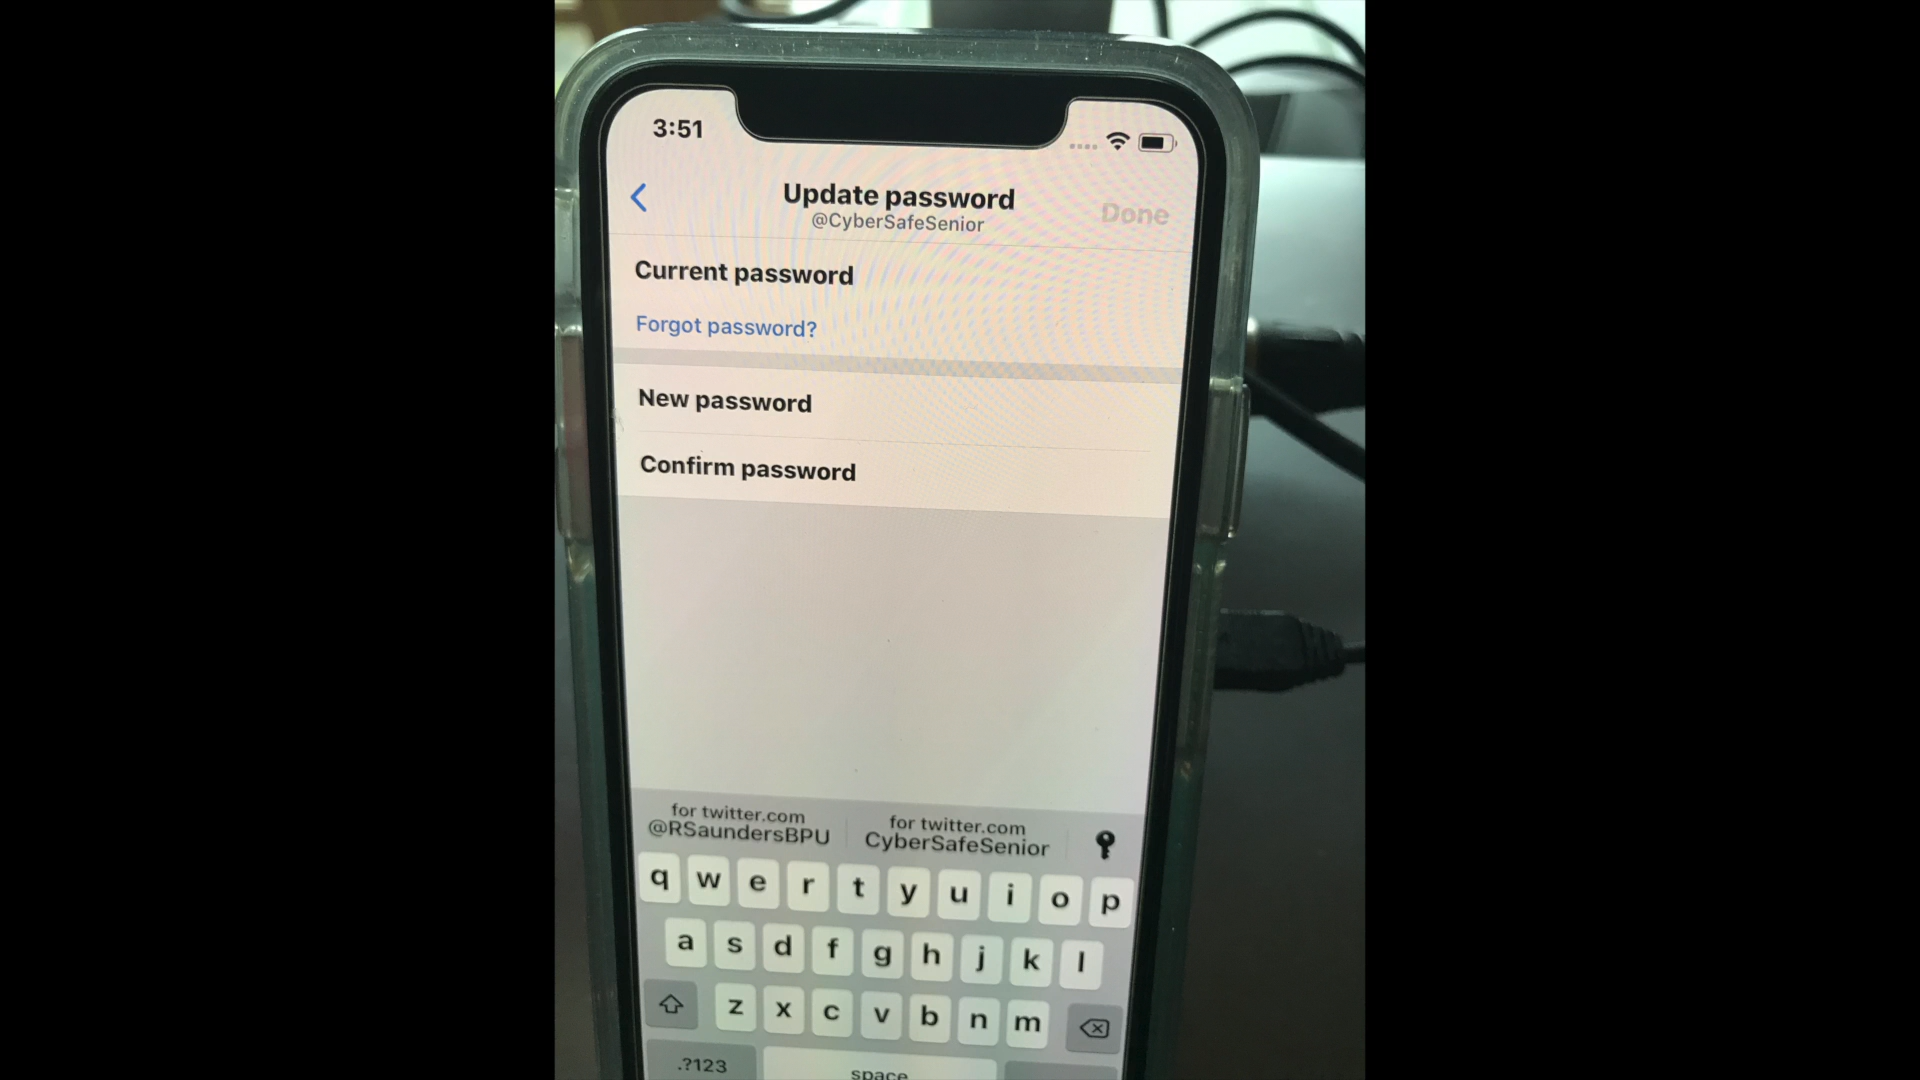 3:51
Update password
Done
@CyberSafeSenior
Current password
Forgot password?
New password
Confirm password
for twitter.com
@RSaundersBPU
for twitter.com
CyberSafeSenior
q w e r t y u i o p
a s d f g h j k l
z x c v b n m
.?123
space